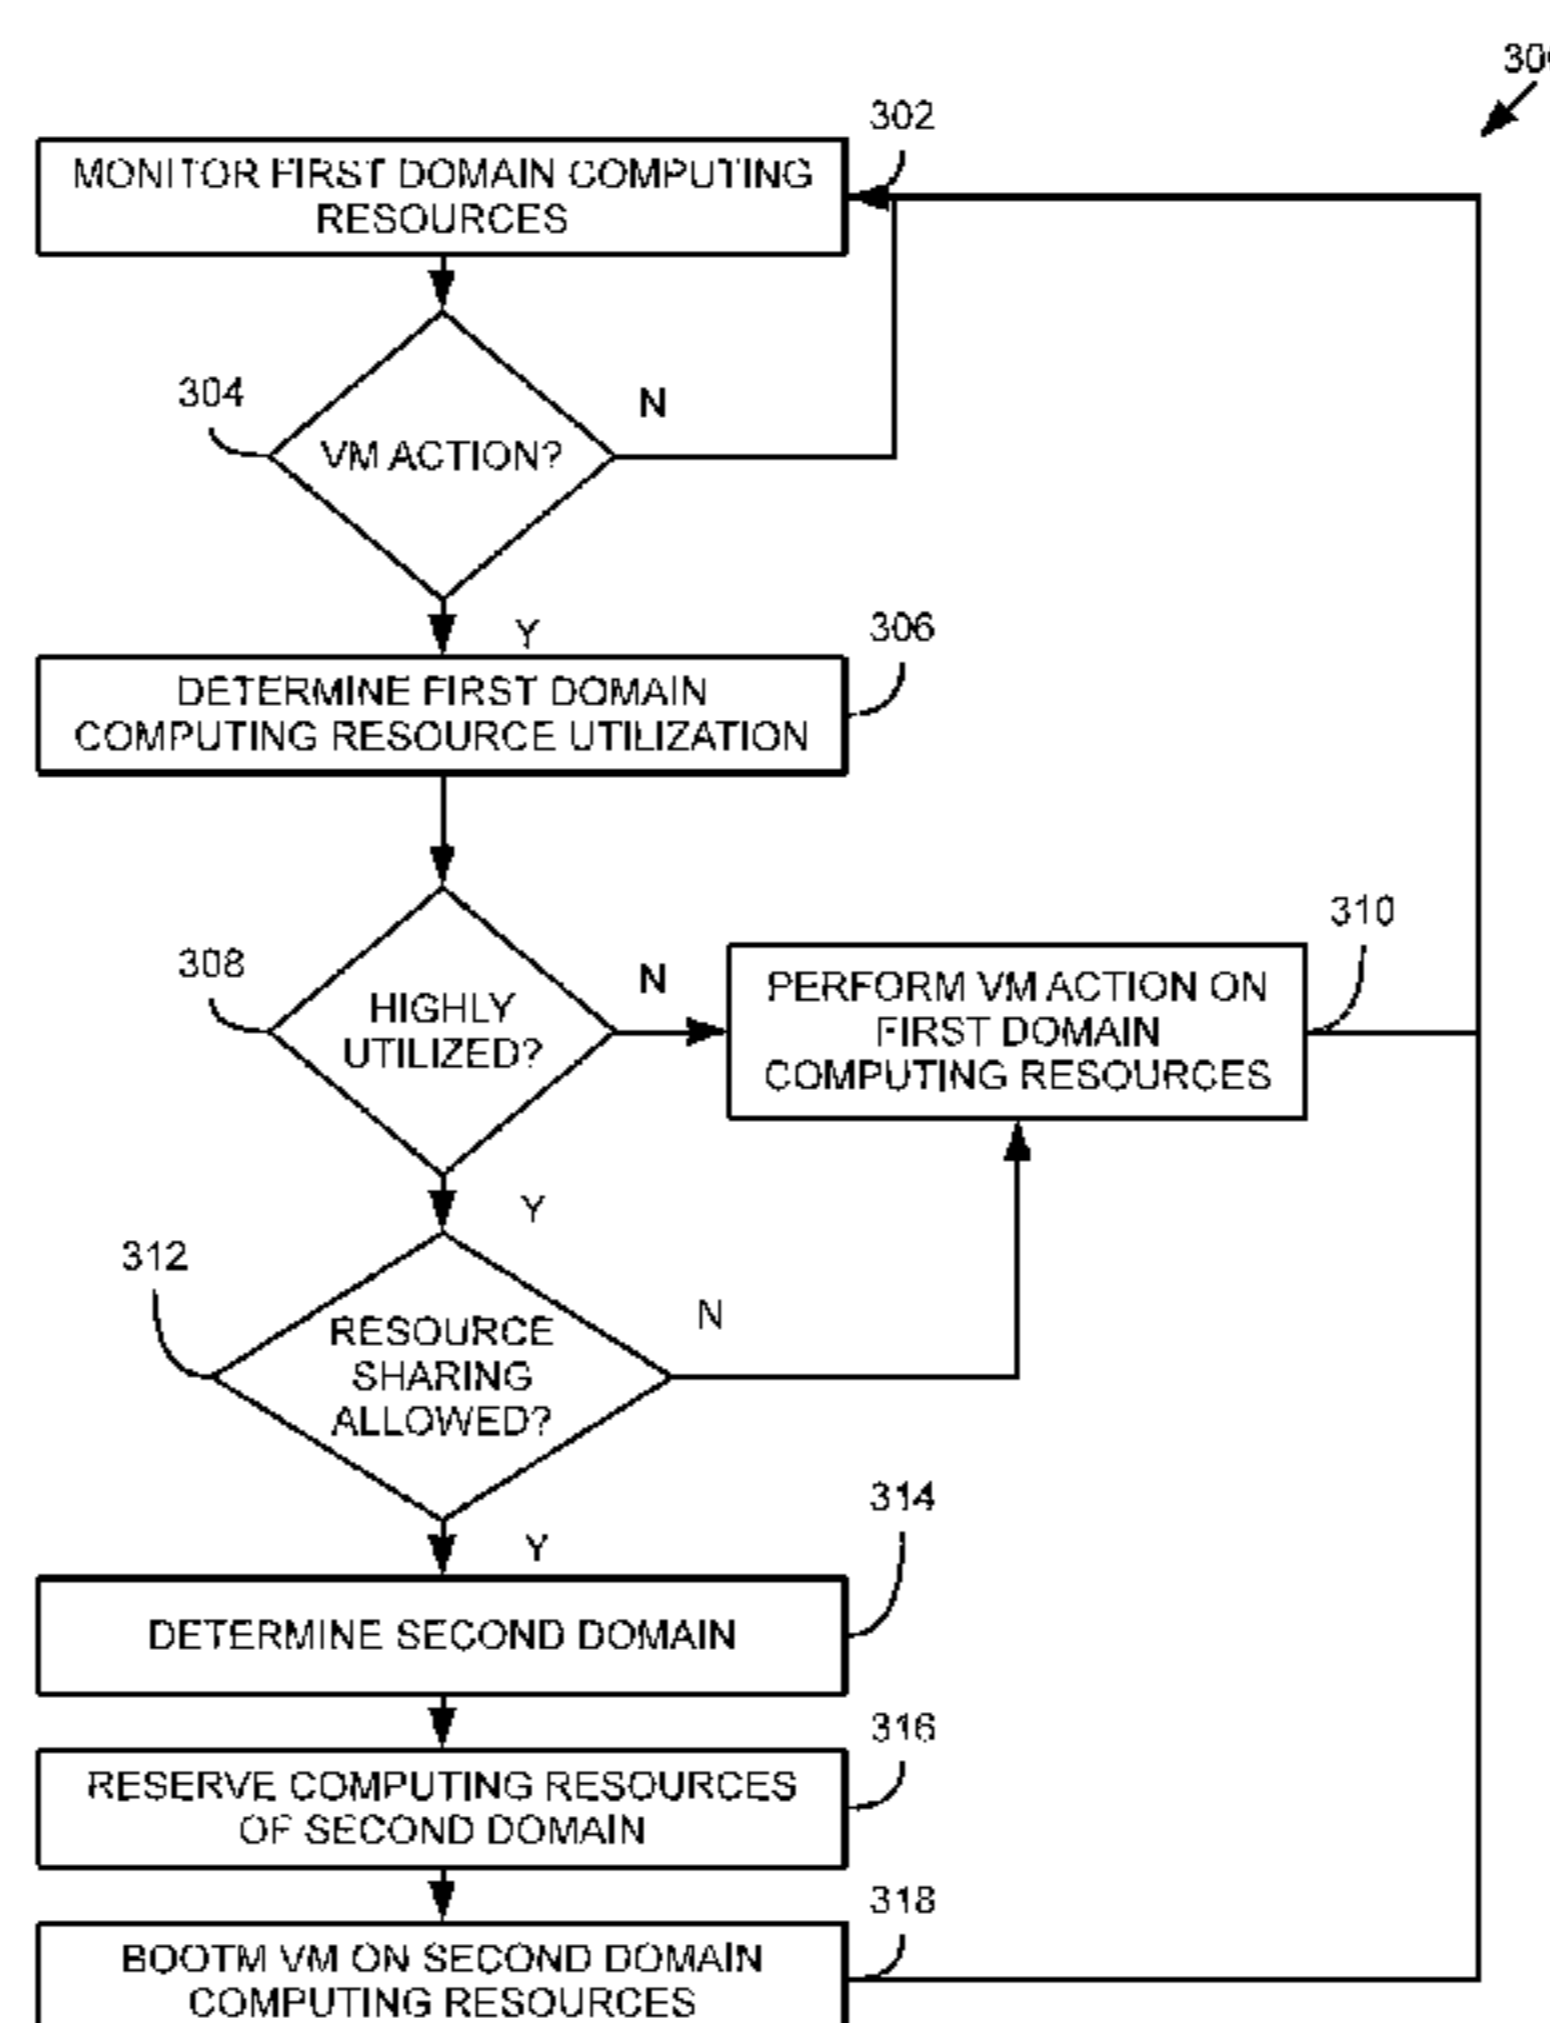 302
MONITOR FIRST DOMAIN COMPUTING
RESOURCES
304
N
VM ACTION?
Y
306
DETERMINE FIRST DOMAIN
COMPUTING RESOURCE UTILIZATION
310
308
N
PERFORM VM ACTION ON
FIRST DOMAIN
COMPUTING RESOURCES
HIGHLY
UTILIZED?
Y
312
N
RESOURCE
SHARING
ALLOWED?
314
Y
DETERMINE SECOND DOMAIN
316
RESERVE COMPUTING RESOURCES
OF SECOND DOMAIN
318
BOOTM VM ON SECOND DOMAIN
COMPUTING RESOURCES